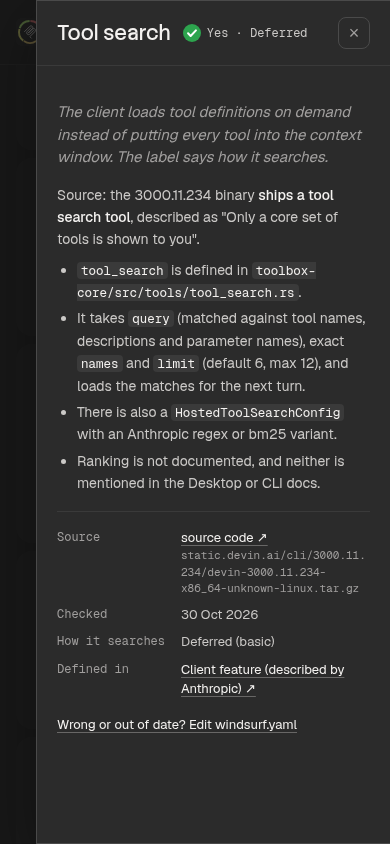 Tool search Yes · Deferred ×
The client loads tool definitions on demand
instead of putting every tool into the context
window. The label says how it searches.
Source: the 3000.11.234 binary ships a tool
search tool, described as "Only a core set of
tools is shown to you".
• tool_search is defined in toolbox-
core/src/tools/tool_search.rs.
• It takes query (matched against tool names,
descriptions and parameter names), exact
names and limit (default 6, max 12), and
loads the matches for the next turn.
• There is also a HostedToolSearchConfig
with an Anthropic regex or bm25 variant.
• Ranking is not documented, and neither is
mentioned in the Desktop or CLI docs.
Source source code ↗
static.devin.ai/cli/3000.11.
234/devin-3000.11.234-
x86_64-unknown-linux.tar.gz
Checked 30 Oct 2026
How it searches Deferred (basic)
Defined in Client feature (described by
Anthropic) ↗
Wrong or out of date? Edit windsurf.yaml